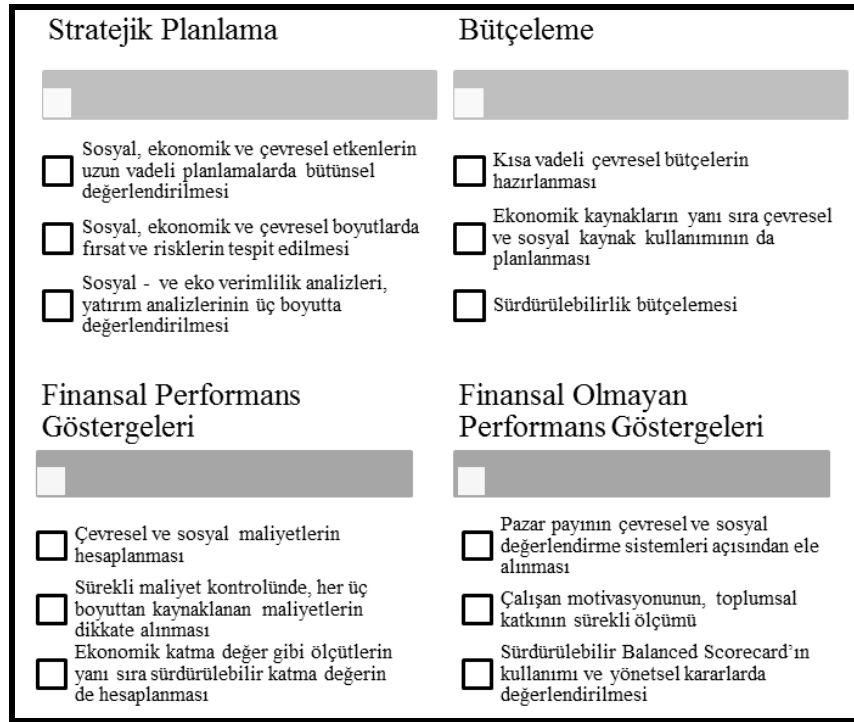 Stratejik Planlama
Sosyal, ekonomik ve çevresel etkenlerin
uzun vadeli planlamalarda bütünsel
değerlendirilmesi
Sosyal, ekonomik ve çevresel boyutlarda
fırsat ve risklerin tespit edilmesi
Sosyal - ve eko verimlilik analizleri,
yatırım analizlerinin üç boyutta
değerlendirilmesi
Bütçeleme
Kısa vadeli çevresel bütçelerin
hazırlanması
Ekonomik kaynakların yanı sıra çevresel
ve sosyal kaynak kullanımının da
planlanması
Sürdürülebilirlik bütçelemesi
Finansal Performans
Göstergeleri
Çevresel ve sosyal maliyetlerin
hesaplanması
Sürekli maliyet kontrolünde, her üç
boyuttan kaynaklanan maliyetlerin
dikkate alınması
Ekonomik katma değer gibi ölçütlerin
yanı sıra sürdürülebilir katma değerin
de hesaplanması
Finansal Olmayan
Performans Göstergeleri
Pazar payının çevresel ve sosyal
değerlendirme sistemleri açısından ele
alınması
Çalışan motivasyonunun, toplumsal
katkının sürekli ölçümü
Sürdürülebilir Balanced Scorecard’ın
kullanımı ve yönetsel kararlarda
değerlendirilmesi